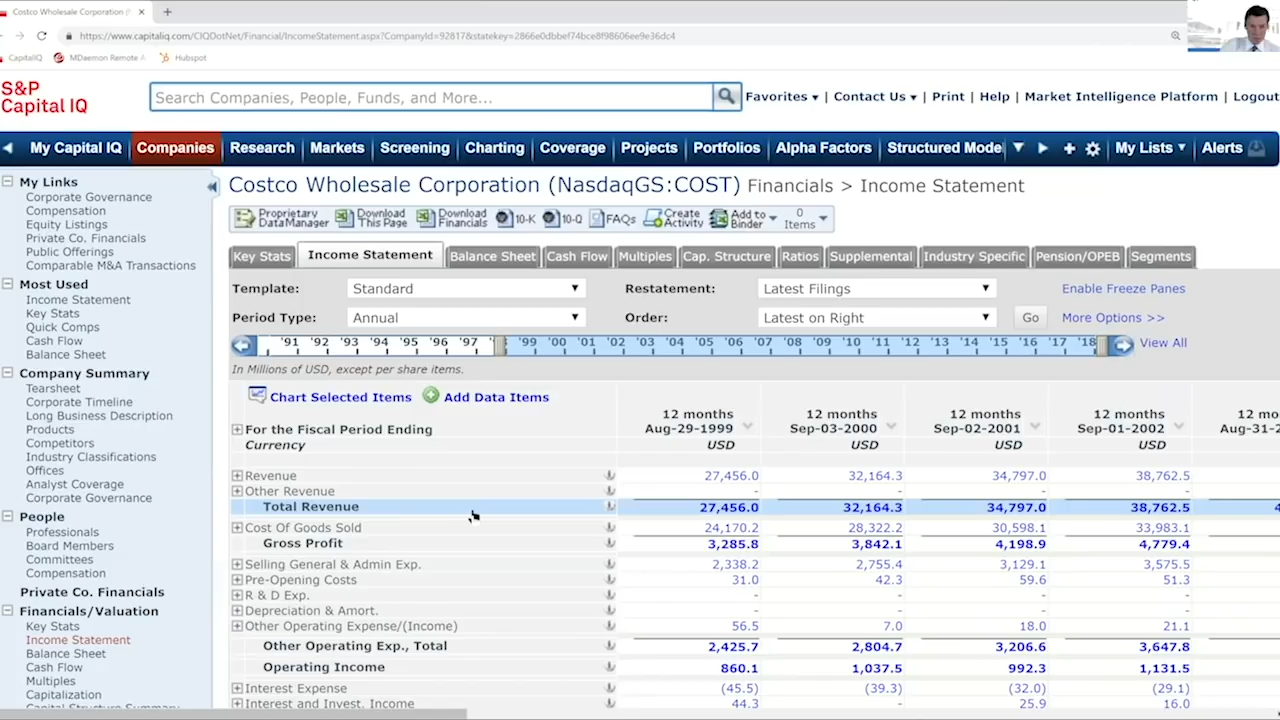 Costco Wholesale Corporation (
https://www.capitaliq.com/CIQDotNet/Financial/IncomeStatement.aspx?CompanyId=92817&statekey=2866e0dbbef74bce8f98606ee9e36dc4
CapitalIQ MDaemon Remote Hubspot
S&P
Capital IQ
Search Companies, People, Funds, and More...
Favorites | Contact Us | Print | Help | Market Intelligence Platform | Logout
My Capital IQ Companies Research Markets Screening Charting Coverage Projects Portfolios Alpha Factors Structured My Lists Alerts
Costco Wholesale Corporation (NasdaqGS:COST) Financials > Income Statement
Proprietary Data Manager Download This Page Download Financials 10-K 10-Q FAQs Create Activity Add to Binder 0 Items
Key Stats Income Statement Balance Sheet Cash Flow Multiples Cap. Structure Ratios Supplemental Industry Specific Pension/OPEB Segments
Template: Standard Restatement: Latest Filings Enable Freeze Panes
Period Type: Annual Order: Latest on Right Go More Options >>
'91 '92 '93 '94 '95 '96 '97 '99 '00 '01 '02 '03 '04 '05 '06 '07 '08 '09 '10 '11 '12 '13 '14 '15 '16 '17 '18 View All
In Millions of USD, except per share items.
Chart Selected Items Add Data Items
For the Fiscal Period Ending 12 months Aug-29-1999 12 months Sep-03-2000 12 months Sep-02-2001 12 months Sep-01-2002 12 Aug-31-
Currency USD USD USD USD
Revenue 27,456.0 32,164.3 34,797.0 38,762.5
Other Revenue - - - -
Total Revenue 27,456.0 32,164.3 34,797.0 38,762.5
Cost Of Goods Sold 24,170.2 28,322.2 30,598.1 33,983.1
Gross Profit 3,285.8 3,842.1 4,198.9 4,779.4
Selling General & Admin Exp. 2,338.2 2,755.4 3,129.1 3,575.5
Pre-Opening Costs 31.0 42.3 59.6 51.3
R & D Exp. - - - -
Depreciation & Amort. - - - -
Other Operating Expense/(Income) 56.5 7.0 18.0 21.1
Other Operating Exp., Total 2,425.7 2,804.7 3,206.6 3,647.8
Operating Income 860.1 1,037.5 992.3 1,131.5
Interest Expense (45.5) (39.3) (32.0) (29.1)
Interest and Invest. Income 44.3 - 25.9 16.0
My Links
Corporate Governance
Compensation
Equity Listings
Private Co. Financials
Public Offerings
Comparable M&A Transactions
Most Used
Income Statement
Key Stats
Quick Comps
Cash Flow
Balance Sheet
Company Summary
Tearsheet
Corporate Timeline
Long Business Description
Products
Competitors
Industry Classifications
Offices
Analyst Coverage
Corporate Governance
People
Professionals
Board Members
Committees
Compensation
Private Co. Financials
Financials/Valuation
Key Stats
Income Statement
Balance Sheet
Cash Flow
Multiples
Capitalization
Capital Structure Summary